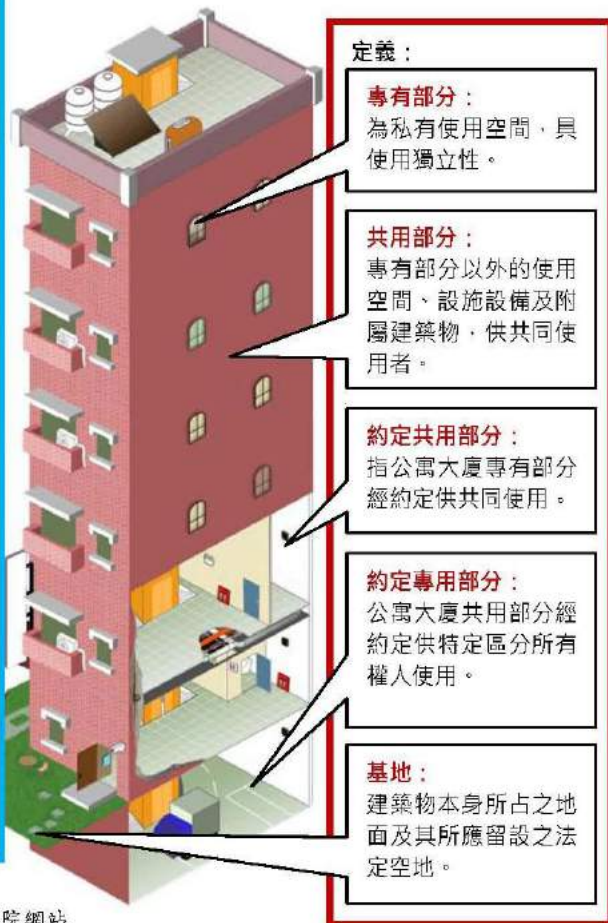 定義：
專有部分：
為私有使用空間，具
使用獨立性。
共用部分：
專有部分以外的使用
空間、設施設備及附
屬建築物，供共同使
用者。
約定共用部分：
指公寓大廈專有部分
經約定供共同使用。
約定專用部分：
公寓大廈共用部分經
約定供特定區分所有
權人使用。
基地：
建築物本身所占之地
面及其所應留設之法
定空地。
院網站